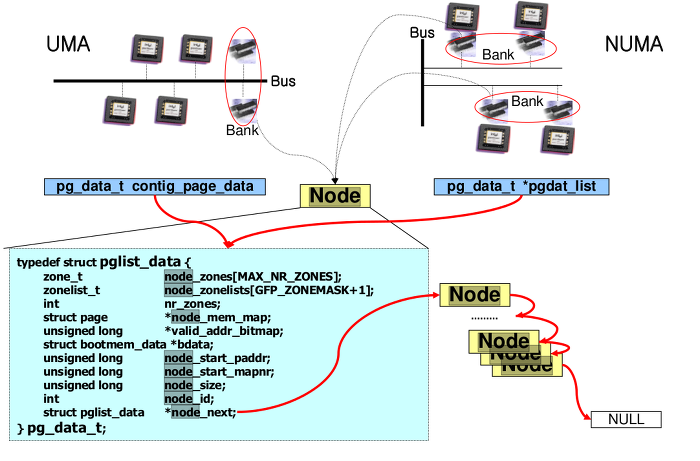 UMA
Bus
Bank
Bus
Bank
Bank
NUMA
pg_data_t contig_page_data
Node
pg_data_t *pgdat_list
typedef struct pglist_data {
zone_t node_zones[MAX_NR_ZONES];
zonelist_t node_zonelists[GFP_ZONEMASK+1];
int nr_zones;
struct page *node_mem_map;
unsigned long *valid_addr_bitmap;
struct bootmem_data *bdata;
unsigned long node_start_paddr;
unsigned long node_start_mapnr;
unsigned long node_size;
int node_id;
struct pglist_data *node_next;
} pg_data_t;
Node
.........
Node
Node
Node
NULL